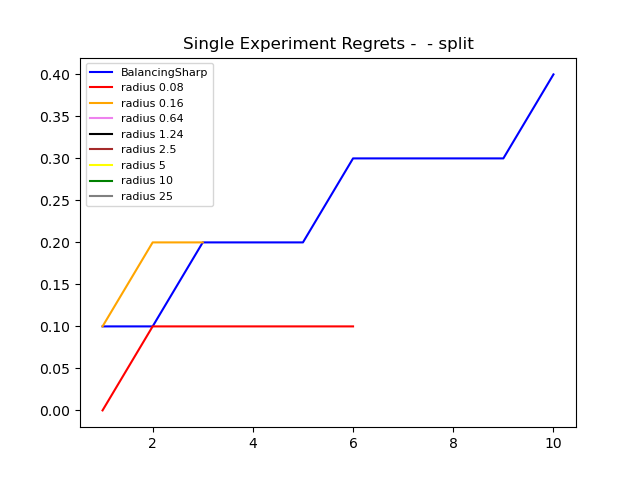 Single Experiment Regrets -  - split
BalancingSharp
radius 0.08
radius 0.16
radius 0.64
radius 1.24
radius 2.5
radius 5
radius 10
radius 25
0.40
0.35
0.30
0.25
0.20
0.15
0.10
0.05
0.00
2 4 6 8 10